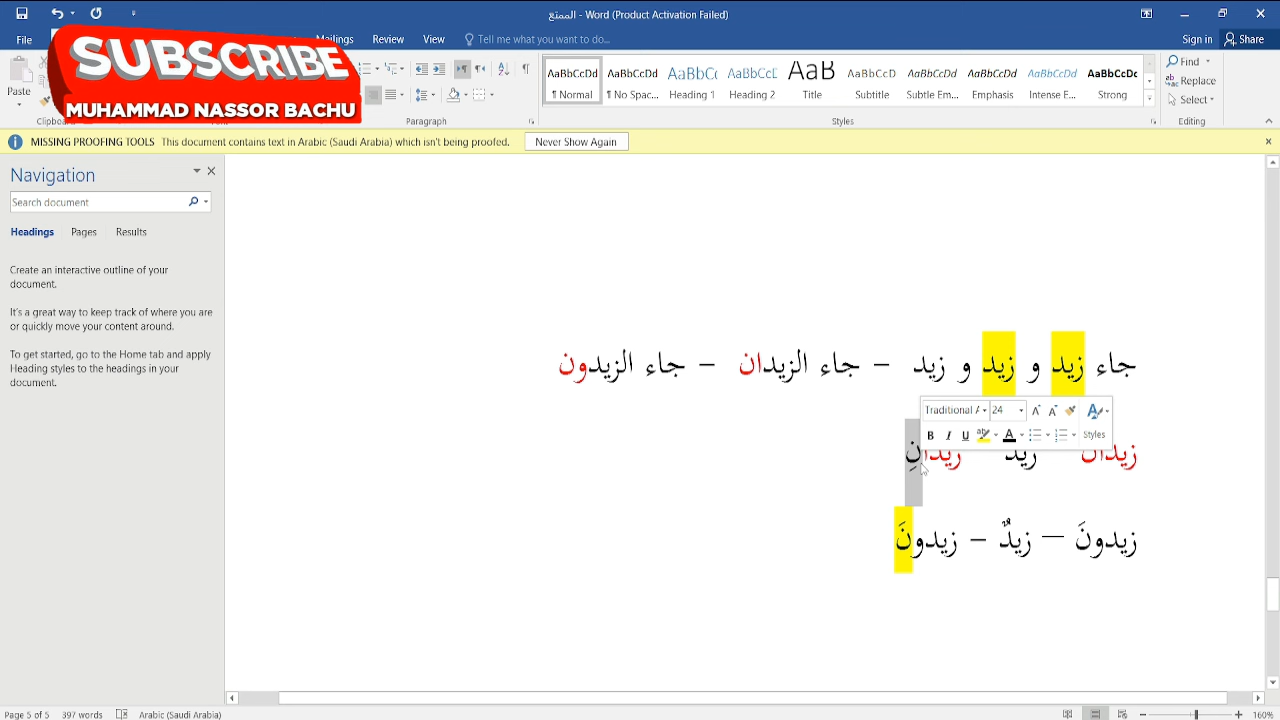 الممتع - Word (Product Activation Failed)
File
Mailings
Review
View
Tell me what you want to do...
Sign in
Share
SUBSCRIBE
MUHAMMAD NASSOR BACHU
Paste
Clipboard
Paragraph
AaBbCcDd
¶ Normal
AaBbCcDd
¶ No Spac...
AaBbCc
Heading 1
AaBbCcE
Heading 2
AaB
Title
AaBbCcD
Subtitle
AaBbCcDd
Subtle Em...
AaBbCcDd
Emphasis
AaBbCcDd
Intense E...
AaBbCcDc
Strong
Styles
Find
Replace
Select
Editing
MISSING PROOFING TOOLS This document contains text in Arabic (Saudi Arabia) which isn't being proofed.
Never Show Again
Navigation
Search document
Headings
Pages
Results
Create an interactive outline of your
document.
It's a great way to keep track of where you are
or quickly move your content around.
To get started, go to the Home tab and apply
Heading styles to the headings in your
document.
جاء زيد و زيد و زيد – جاء الزيدان – جاء الزيدون
Traditional A
24
B I U
Styles
زيدان زيد زيدانِ
زيدونَ — زيدٌ – زيدونَ
Page 5 of 5
397 words
Arabic (Saudi Arabia)
160%